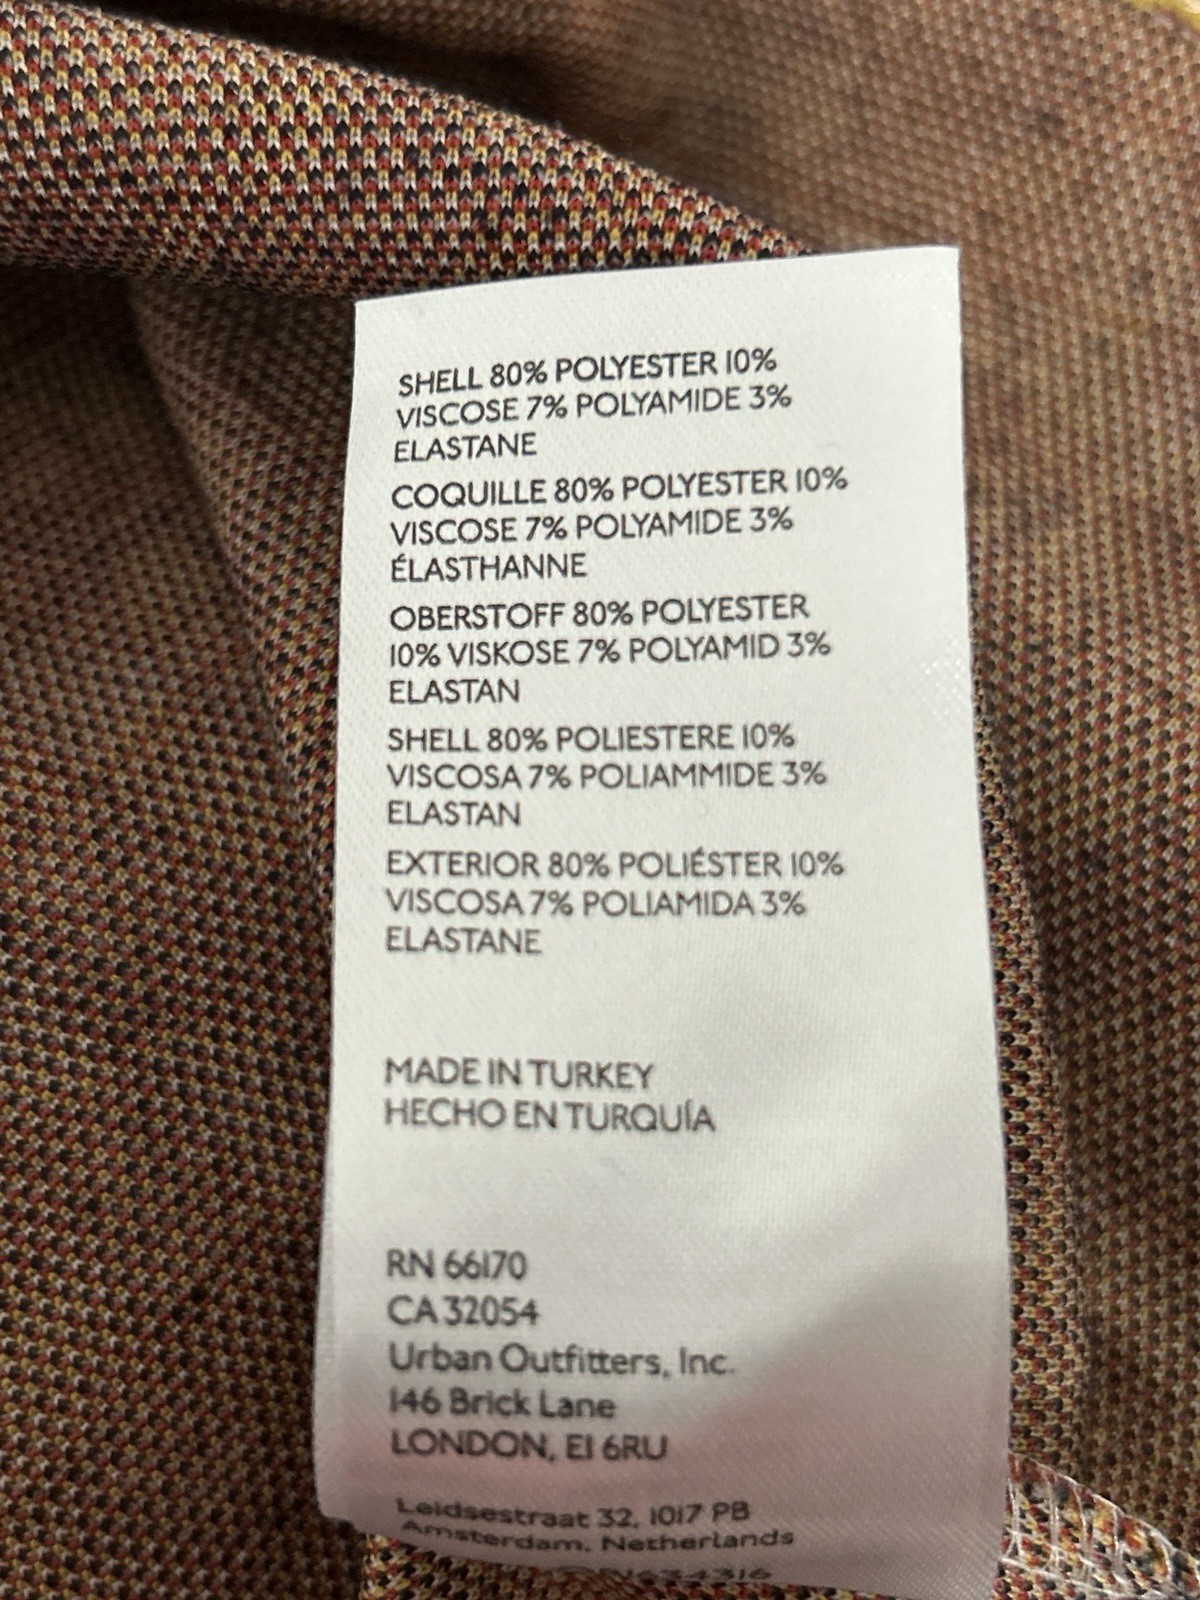 SHELL 80% POLYESTER 10%
VISCOSE 7% POLYAMIDE 3%
ELASTANE
COQUILLE 80% POLYESTER 10%
VISCOSE 7% POLYAMIDE 3%
ÉLASTHANNE
OBERSTOFF 80% POLYESTER
10% VISKOSE 7% POLYAMID 3%
ELASTAN
SHELL 80% POLIESTERE 10%
VISCOSA 7% POLIAMMIDE 3%
ELASTAN
EXTERIOR 80% POLIÉSTER 10%
VISCOSA 7% POLIAMIDA 3%
ELASTANE
MADE IN TURKEY
HECHO EN TURQUÍA
RN 66170
CA 32054
Urban Outfitters, Inc.
146 Brick Lane
LONDON, E1 6RU
Leidsestraat 32, 1017 PB
Amsterdam, Netherlands